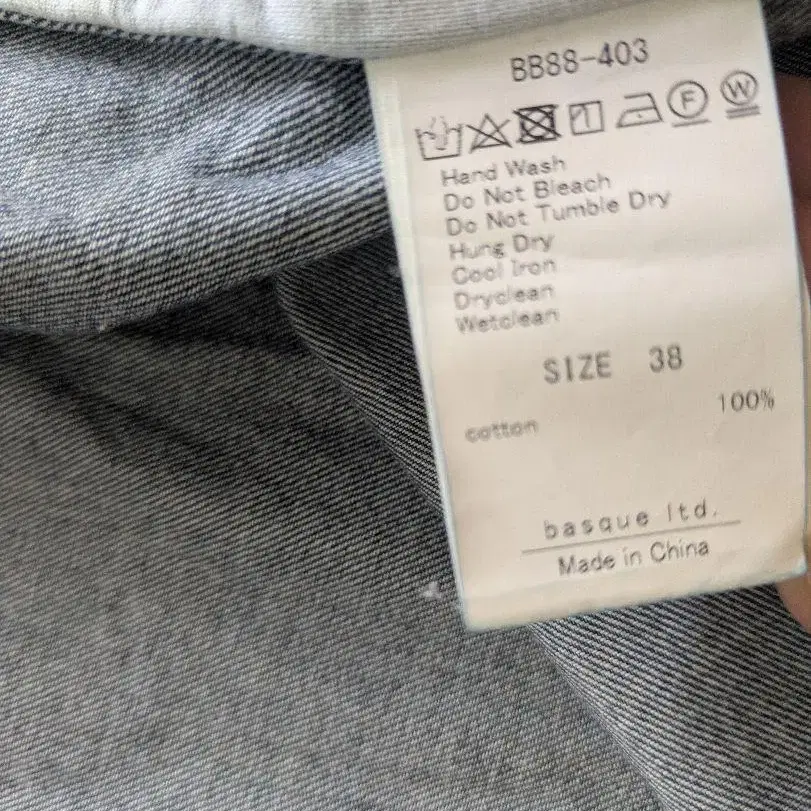 BB88-403
F W
Hand Wash
Do Not Bleach
Do Not Tumble Dry
Hung Dry
Cool Iron
Dryclean
Wetclean
SIZE 38
100%
cotton
basque ltd.
Made in China